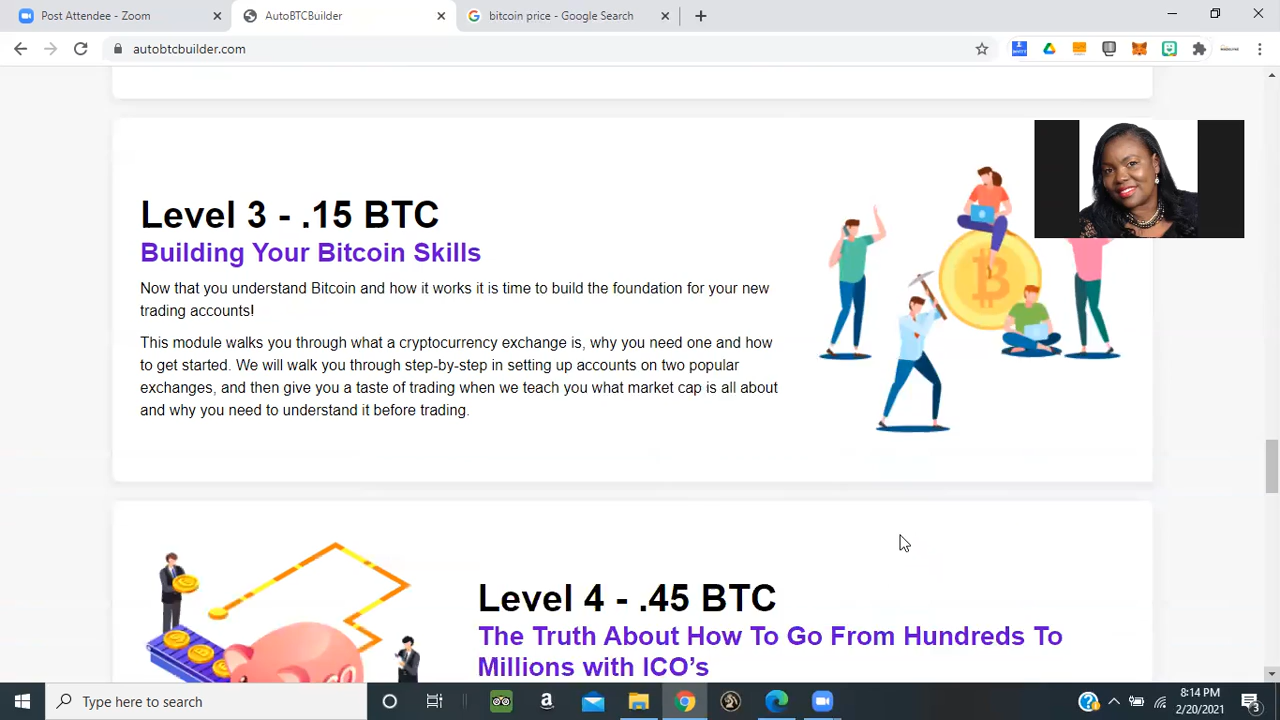 Post Attendee - Zoom
AutoBTCBuilder
bitcoin price - Google Search
autobtcbuilder.com
Level 3 - .15 BTC
Building Your Bitcoin Skills
Now that you understand Bitcoin and how it works it is time to build the foundation for your new
trading accounts!
This module walks you through what a cryptocurrency exchange is, why you need one and how
to get started. We will walk you through step-by-step in setting up accounts on two popular
exchanges, and then give you a taste of trading when we teach you what market cap is all about
and why you need to understand it before trading.
Level 4 - .45 BTC
The Truth About How To Go From Hundreds To
Millions with ICO’s
Type here to search
8:14 PM
2/20/2021
3